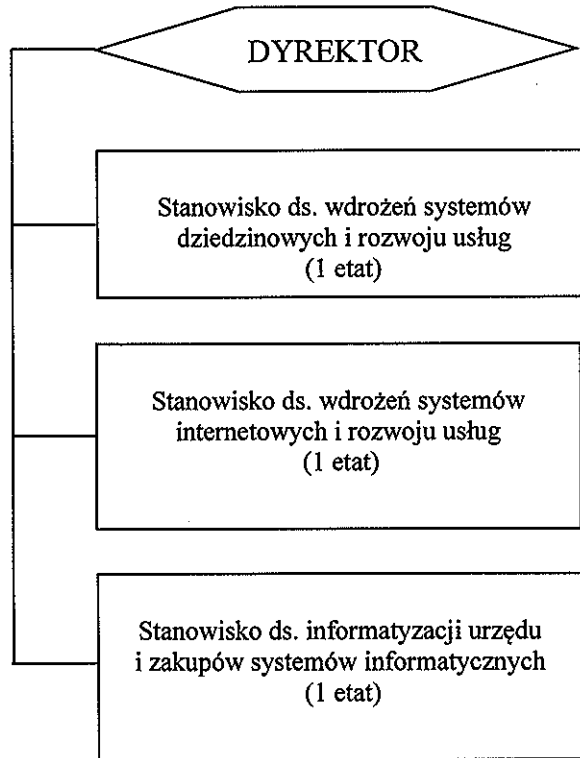 DYREKTOR
Stanowisko ds. wdrożeń systemów
dziedzinowych i rozwoju usług
(1 etat)
Stanowisko ds. wdrożeń systemów
internetowych i rozwoju usług
(1 etat)
Stanowisko ds. informatyzacji urzędu
i zakupów systemów informatycznych
(1 etat)